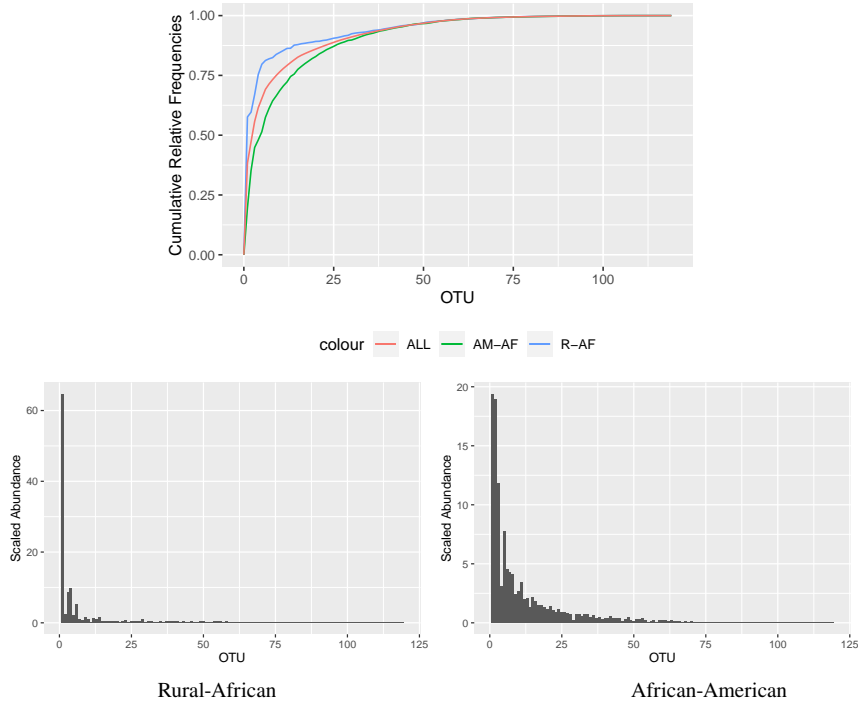 1.00
0.75
0.50
0.25
0.00
Cumulative Relative Frequencies
0 25 50 75 100
OTU
colour ALL AM−AF R−AF
60
40
20
0
Scaled Abundance
0 25 50 75 100 125
OTU
Rural-African
20
15
10
5
0
Scaled Abundance
0 25 50 75 100 125
OTU
African-American